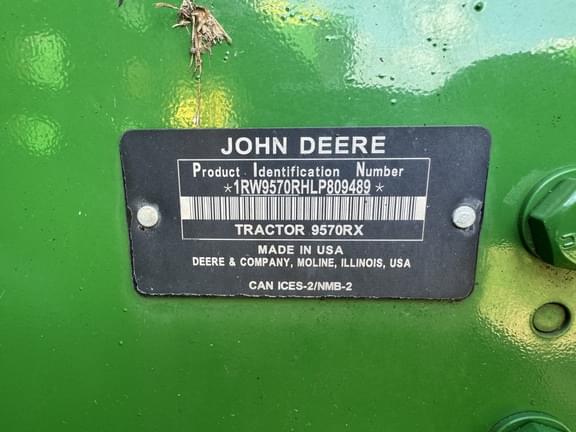 JOHN DEERE
Product Identification Number
*1RW9570RHLP809489*
TRACTOR 9570RX
MADE IN USA
DEERE & COMPANY, MOLINE, ILLINOIS, USA
CAN ICES-2/NMB-2